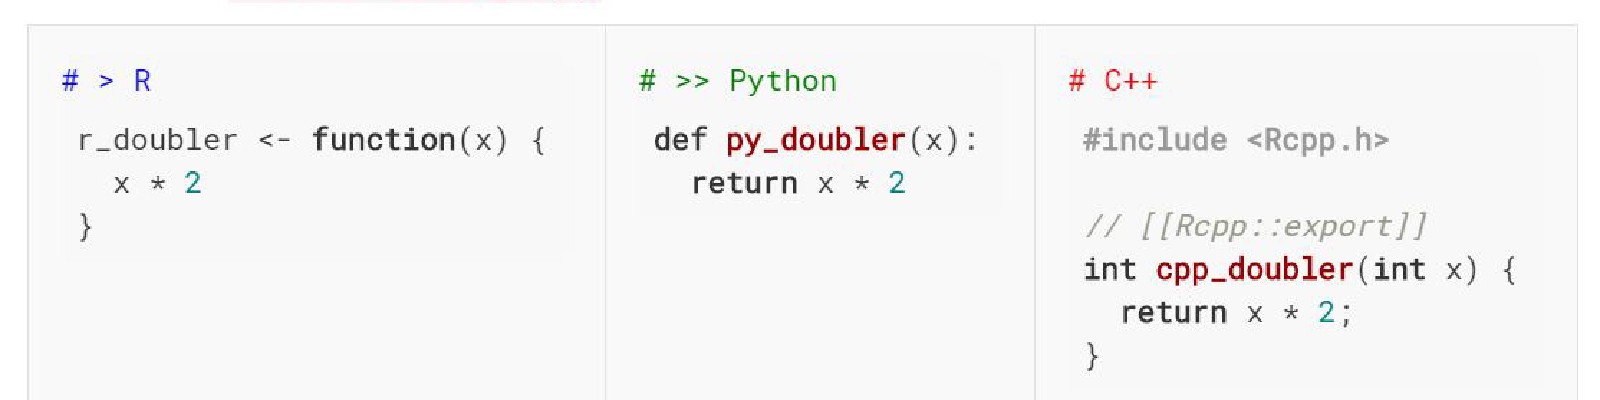 # > R
r_doubler <- function(x) {
  x * 2
}
# >> Python
def py_doubler(x):
  return x * 2
# C++
#include <Rcpp.h>
// [[Rcpp::export]]
int cpp_doubler(int x) {
  return x * 2;
}